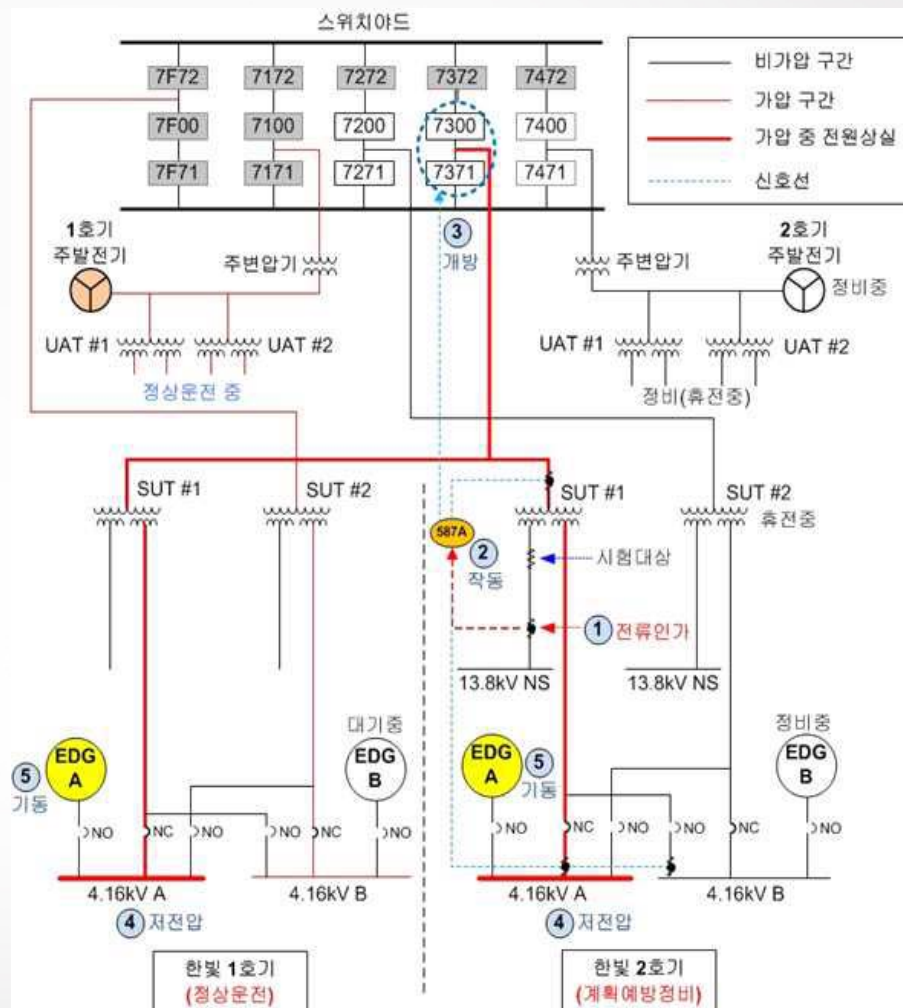 스위치야드
7F72 7172 7272 7372 7472
7F00 7100 7200 7300 7400
7F71 7171 7271 7371 7471
비가압 구간
가압 구간
가압 중 전원상실
신호선
1호기
주발전기
주변압기
3
개방
주변압기
2호기
주발전기
정비중
UAT #1
UAT #2
정상운전 중
UAT #1
UAT #2
정비(휴전중)
SUT #1
SUT #2
SUT #1
SUT #2
휴전중
587A
2
작동
시험대상
1 전류인가
13.8kV NS
13.8kV NS
대기중
정비중
EDG
A
5
기동
EDG
B
EDG
A
5
기동
EDG
B
NO NC NO NO NC NO
NO NC NO NO NC NO
4.16kV A
4.16kV B
4.16kV A
4.16kV B
4 저전압
4 저전압
한빛 1호기
(정상운전)
한빛 2호기
(계획예방정비)